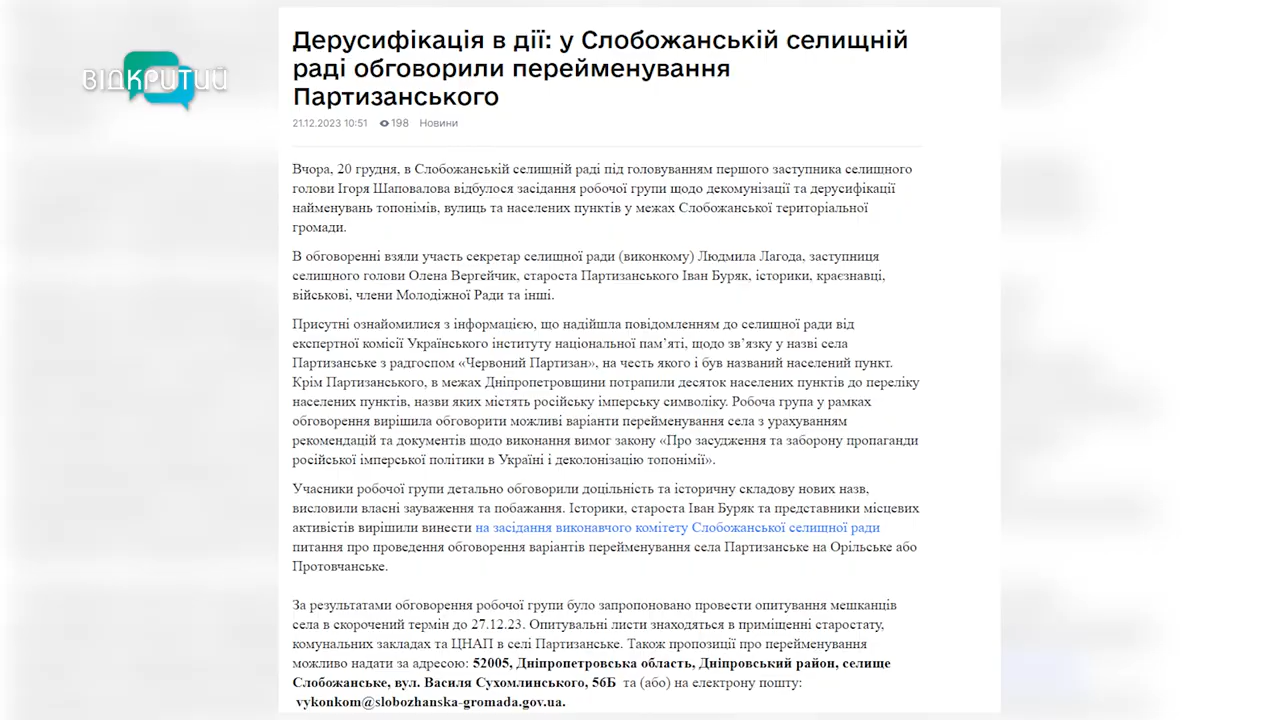 ВІДКРИТИЙ
Дерусифікація в дії: у Слобожанській селищній
раді обговорили перейменування
Партизанського
21.12.2023 10:51 198 Новини
Вчора, 20 грудня, в Слобожанській селищній раді під головуванням першого заступника селищного
голови Ігоря Шаповалова відбулося засідання робочої групи щодо декомунізації та дерусифікації
найменувань топонімів, вулиць та населених пунктів у межах Слобожанської територіальної
громади.
В обговоренні взяли участь секретар селищної ради (виконкому) Людмила Лагода, заступниця
селищного голови Олена Вергейчик, староста Партизанського Іван Буряк, історики, краєзнавці,
військові, члени Молодіжної Ради та інші.
Присутні ознайомилися з інформацією, що надійшла повідомленням до селищної ради від
експертної комісії Українського інституту національної пам’яті, щодо зв’язку у назві села
Партизанське з радгоспом «Червоний Партизан», на честь якого і був названий населений пункт.
Крім Партизанського, в межах Дніпропетровщини потрапили десяток населених пунктів до переліку
населених пунктів, назви яких містять російську імперську символіку. Робоча група у рамках
обговорення вирішила обговорити можливі варіанти перейменування села з урахуванням
рекомендацій та документів щодо виконання вимог закону «Про засудження та заборону пропаганди
російської імперської політики в Україні і деколонізацію топонімії».
Учасники робочої групи детально обговорили доцільність та історичну складову нових назв,
висловили власні зауваження та побажання. Історики, староста Іван Буряк та представники місцевих
активістів вирішили винести на засідання виконавчого комітету Слобожанської селищної ради
питання про проведення обговорення варіантів перейменування села Партизанське на Орільське або
Протовчанське.
За результатами обговорення робочої групи було запропоновано провести опитування мешканців
села в скорочений термін до 27.12.23. Опитувальні листи знаходяться в приміщенні старостату,
комунальних закладах та ЦНАП в селі Партизанське. Також пропозиції про перейменування
можливо надати за адресою: 52005, Дніпропетровська область, Дніпровський район, селище
Слобожанське, вул. Василя Сухомлинського, 56Б та (або) на електрону пошту:
vykonkom@slobozhanska-gromada.gov.ua.